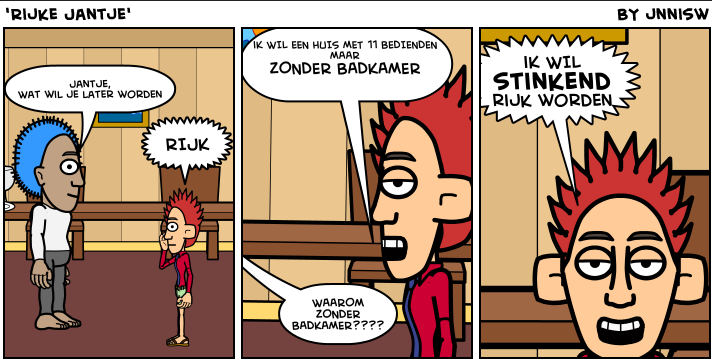 'RIJKE JANTJE'
BY JNNISW
JANTJE,
WAT WIL JE LATER WORDEN
RIJK
IK WIL EEN HUIS MET 11 BEDIENDEN
MAAR
ZONDER BADKAMER
WAAROM
ZONDER
BADKAMER????
IK WIL
STINKEND
RIJK WORDEN